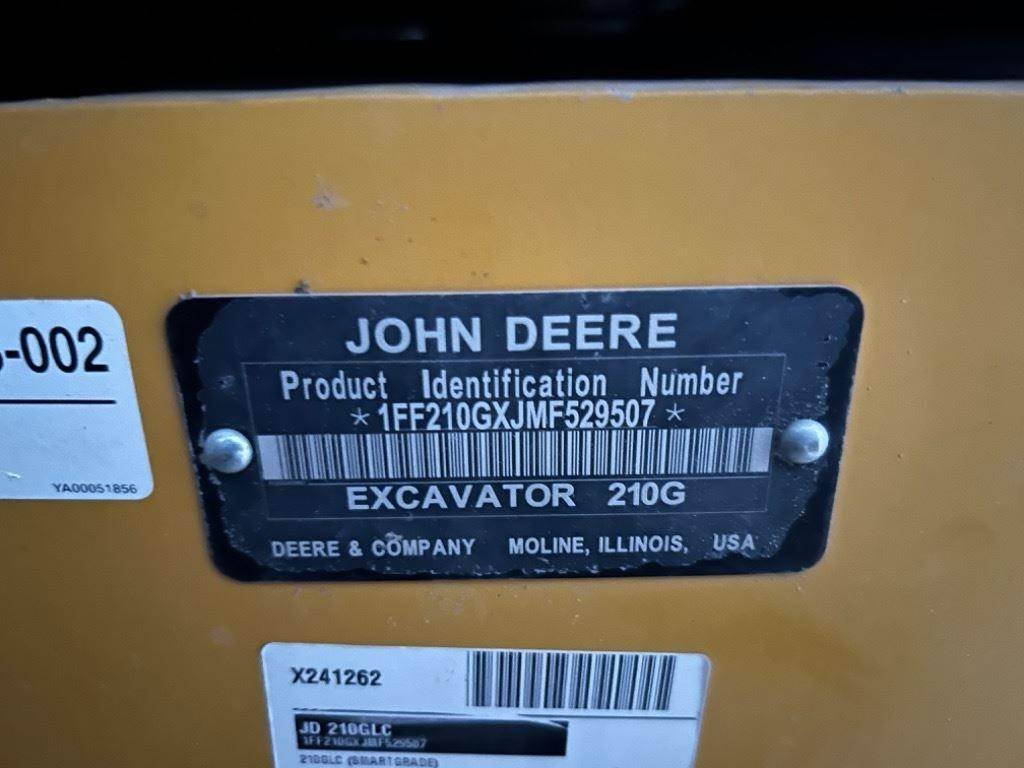 -002
YA00051856
JOHN DEERE
Product Identification Number
*1FF210GXJMF529507*
EXCAVATOR 210G
DEERE & COMPANY MOLINE, ILLINOIS, USA
X241262
JD 210GLC
1FF210GXJMF529507
210GLC (SMARTGRADE)